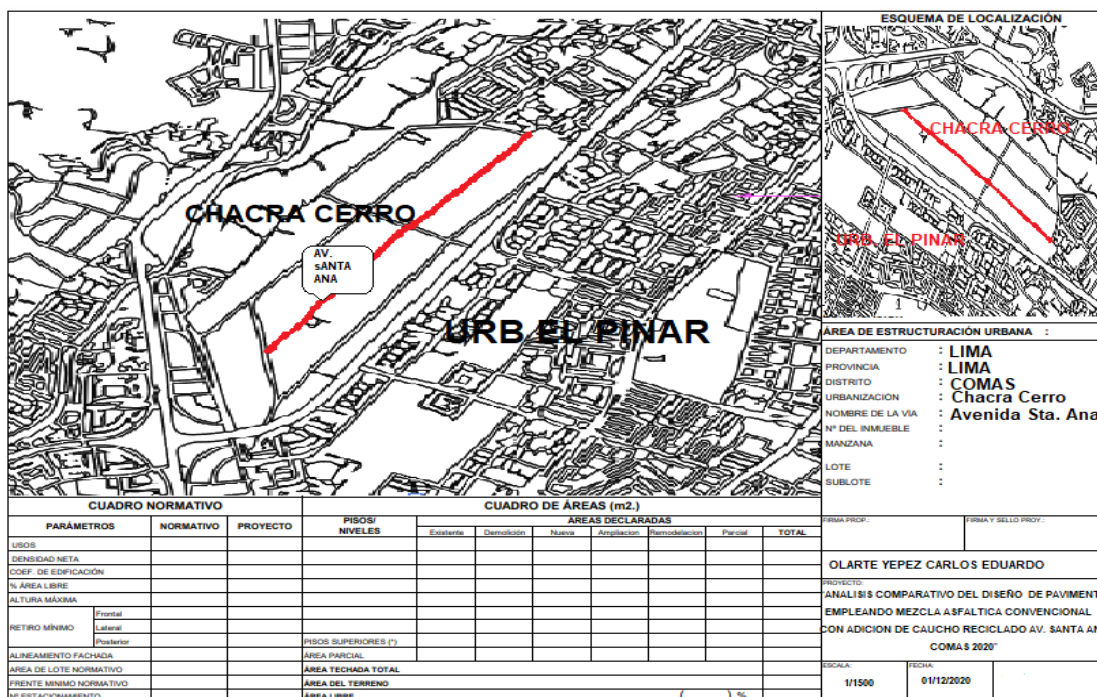 CHACRA CERRO
AV.
sANTA
ANA
URB EL PINAR
ESQUEMA DE LOCALIZACIÓN
CHACRA CERRO
URB. EL PINAR
1
ÁREA DE ESTRUCTURACIÓN URBANA :
DEPARTAMENTO : LIMA
PROVINCIA : LIMA
DISTRITO : COMAS
URBANIZACIÓN : Chacra Cerro
NOMBRE DE LA VÍA : Avenida Sta. Ana
Nº DEL INMUEBLE :
MANZANA :
LOTE :
SUBLOTE :
FIRMA PROP.: FIRMA Y SELLO PROY.:
OLARTE YEPEZ CARLOS EDUARDO
PROYECTO:
"ANALISIS COMPARATIVO DEL DISEÑO DE PAVIMENT
EMPLEANDO MEZCLA ASFALTICA CONVENCIONAL
CON ADICION DE CAUCHO RECICLADO AV. SANTA AN
COMAS 2020"
ESCALA: FECHA:
1/1500 01/12/2020
CUADRO NORMATIVO
PARÁMETROS NORMATIVO PROYECTO
USOS
DENSIDAD NETA
COEF. DE EDIFICACIÓN
% ÁREA LIBRE
ALTURA MÁXIMA
RETIRO MÍNIMO Frontal
Lateral
Posterior
ALINEAMIENTO FACHADA
AREA DE LOTE NORMATIVO
FRENTE MINIMO NORMATIVO
Nº ESTACIONAMIENTO
CUADRO DE ÁREAS (m2.)
PISOS/
NIVELES
ÁREAS DECLARADAS
Existente Demolición Nueva Ampliacion Remodelacion Parcial TOTAL
PISOS SUPERIORES (*)
ÁREA PARCIAL
ÁREA TECHADA TOTAL
ÁREA DEL TERRENO
ÁREA LIBRE ( ) %